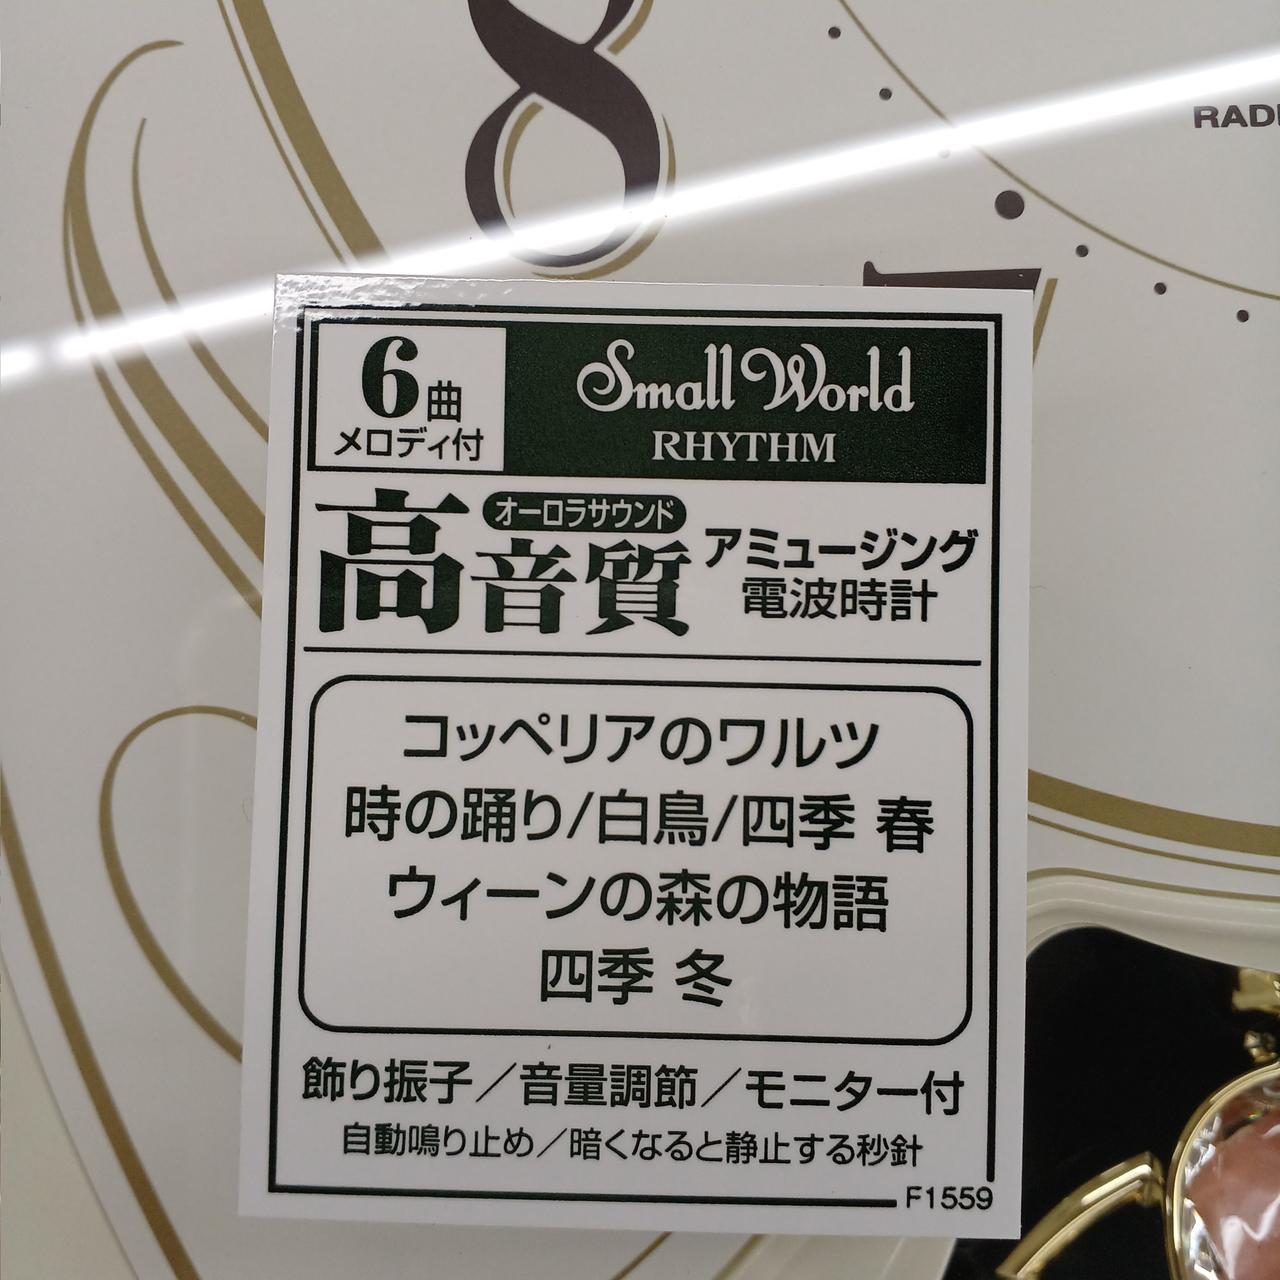 8
RADI
6曲
メロディ付
Small World
RHYTHM
高音質
オーロラサウンド
アミュージング
電波時計
コッペリアのワルツ
時の踊り/白鳥/四季 春
ウィーンの森の物語
四季 冬
飾り振子／音量調節／モニター付
自動鳴り止め／暗くなると静止する秒針
F1559